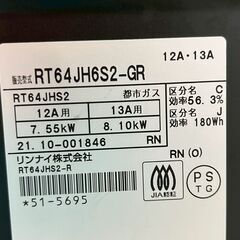 12A・13A
販売型式 RT64JH6S2-GR
RT64JHS2 都市ガス
12A用 13A用
7.55kW 8.10kW
区分名 C
効率56.3%
区分名 J
効率 180Wh
21.10-001846 RN
リンナイ株式会社 RN(O)
RT64JHS2-R
*51-5695
JIA
PS
TG